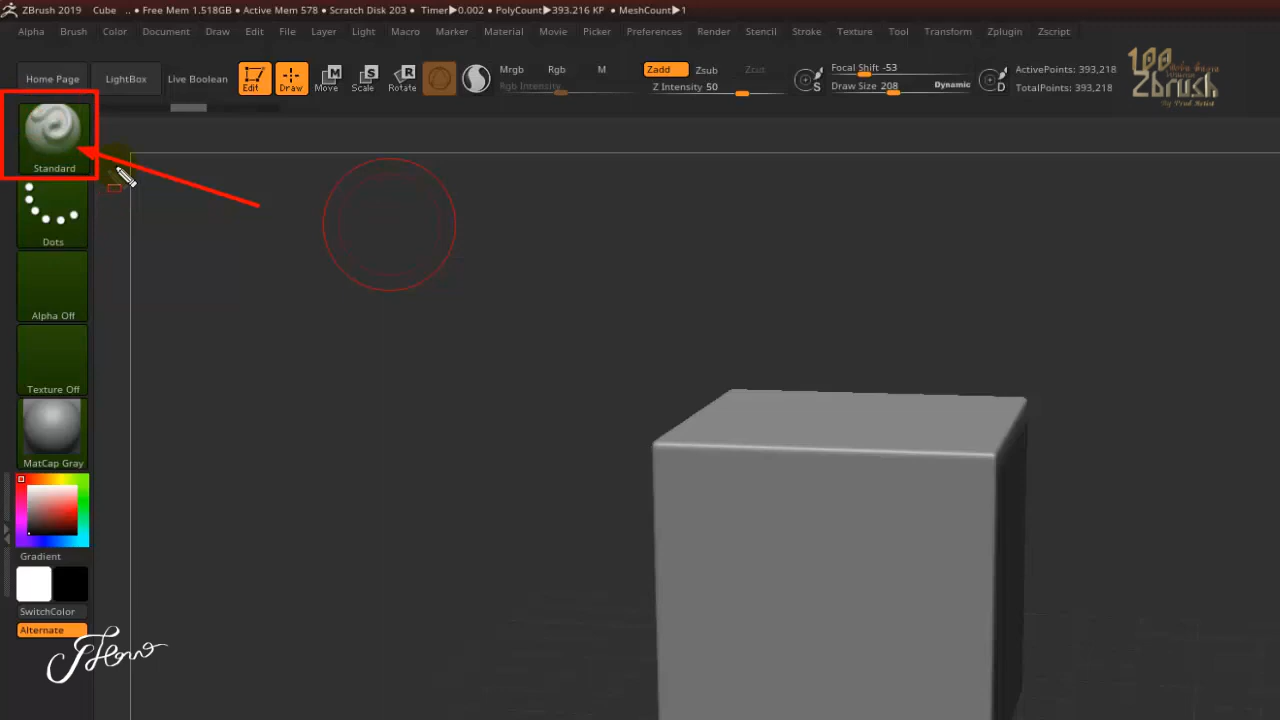 ZBrush 2019 Cube .. ● Free Mem 1.518GB ● Active Mem 578 ● Scratch Disk 203 ● Timer▶0.002 ● PolyCount▶393.216 KP ● MeshCount▶1
Alpha Brush Color Document Draw Edit File Layer Light Macro Marker Material Movie Picker Preferences Render Stencil Stroke Texture Tool Transform Zplugin Zscript
Home Page LightBox Live Boolean Edit Draw Move Scale Rotate
Mrgb Rgb M Zadd Zsub Zcut Focal Shift -53 ActivePoints: 393,218
Rgb Intensity Z Intensity 50 Draw Size 208 Dynamic TotalPoints: 393,218
S D
100
Zbrush
Standard
Dots
Alpha Off
Texture Off
MatCap Gray
Gradient
SwitchColor
Alternate